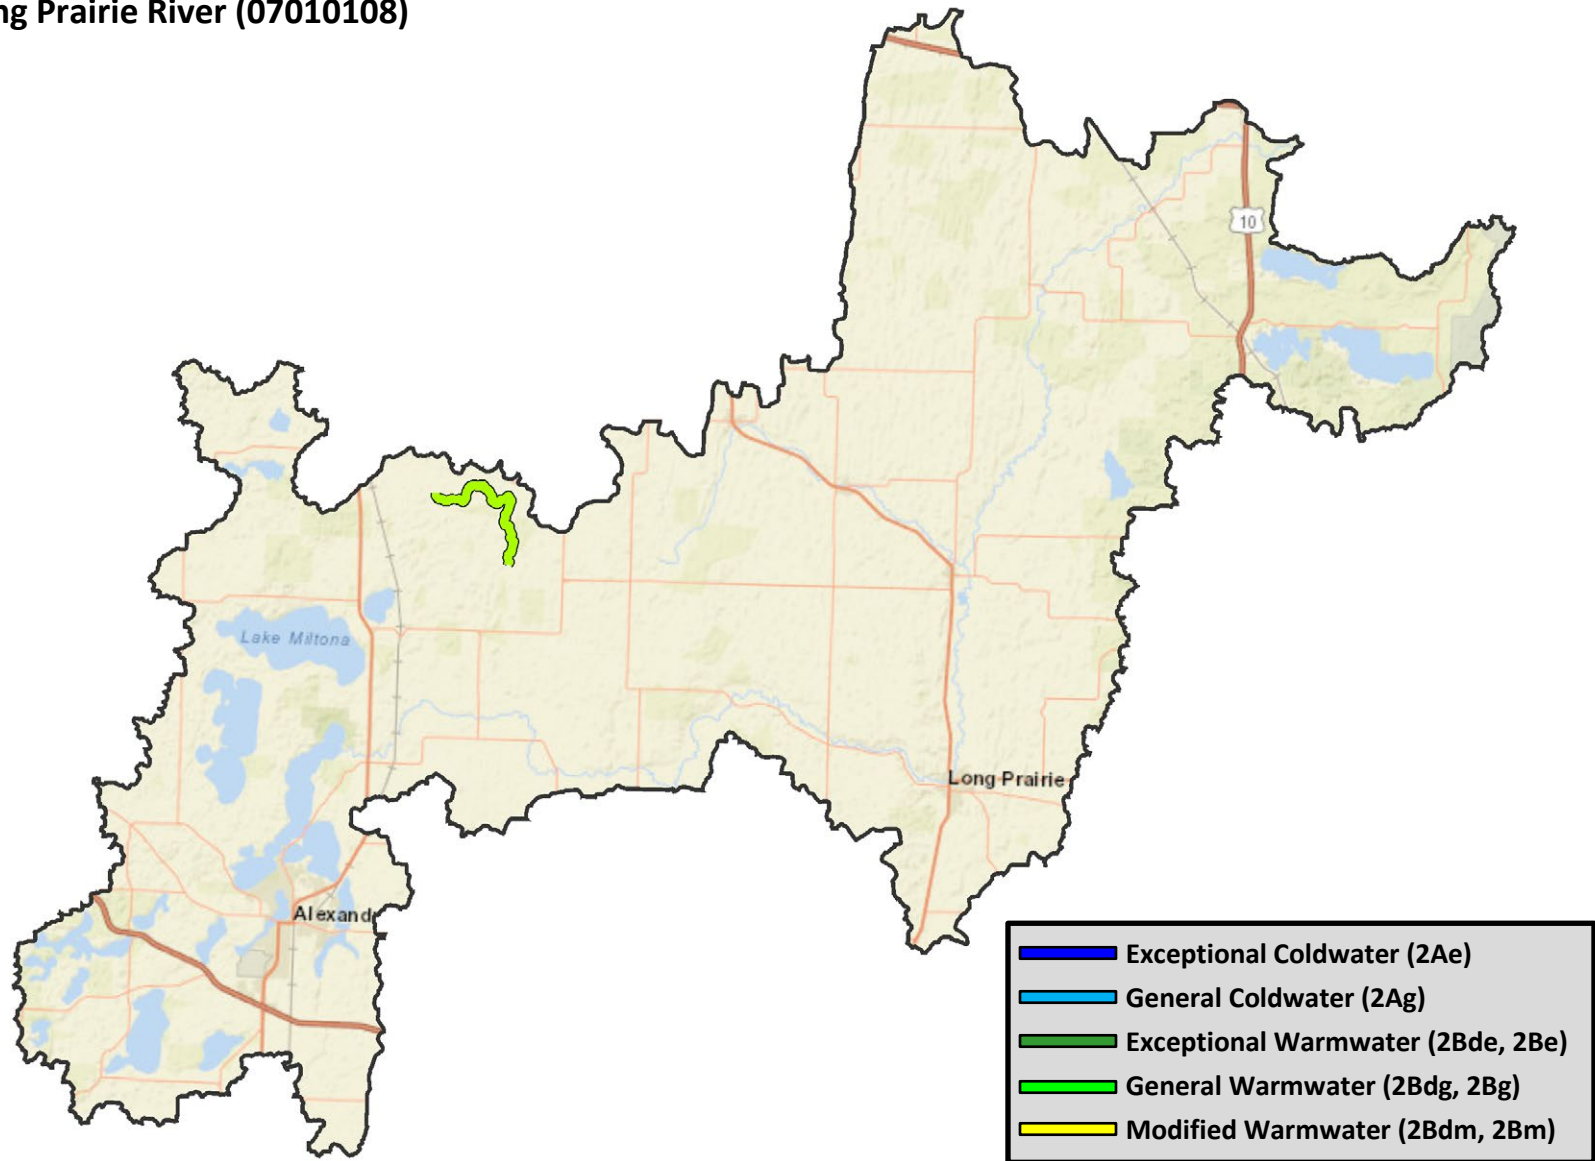 ng Prairie River (07010108)
10
Lake Miltona
Long Prairie
Alexand
Exceptional Coldwater (2Ae)
General Coldwater (2Ag)
Exceptional Warmwater (2Bde, 2Be)
General Warmwater (2Bdg, 2Bg)
Modified Warmwater (2Bdm, 2Bm)